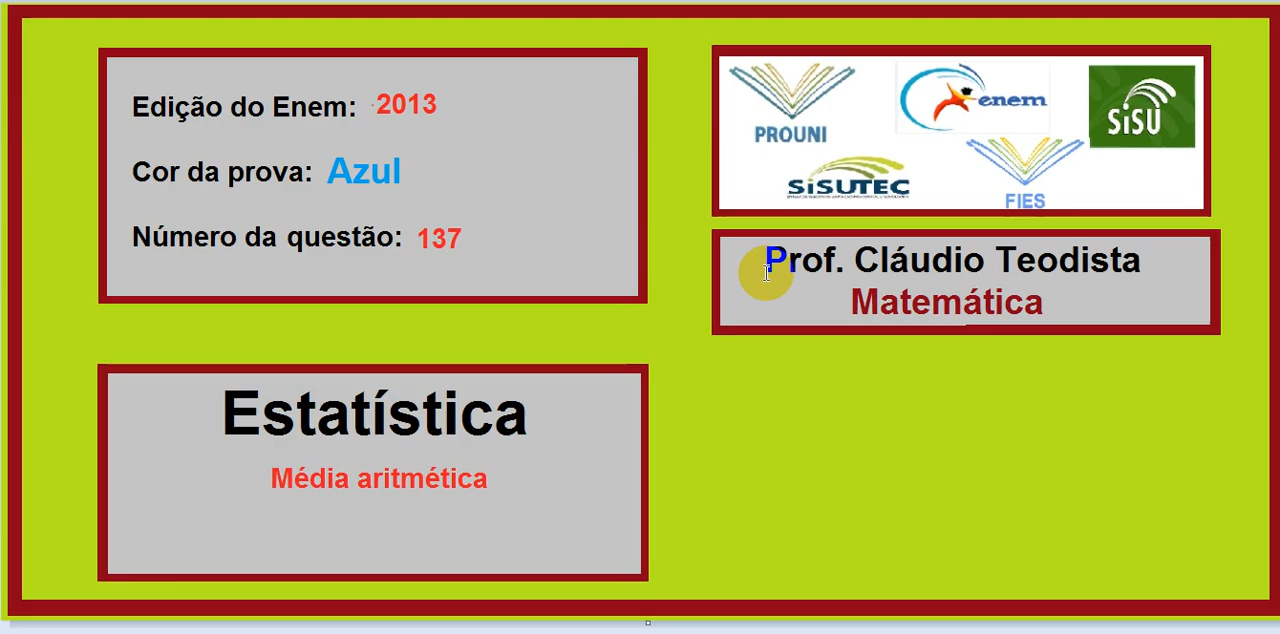 Edição do Enem: 2013
Cor da prova: Azul
Número da questão: 137
PROUNI
enem
SiSU
SiSUTEC
FIES
Prof. Cláudio Teodista
Matemática
Estatística
Média aritmética